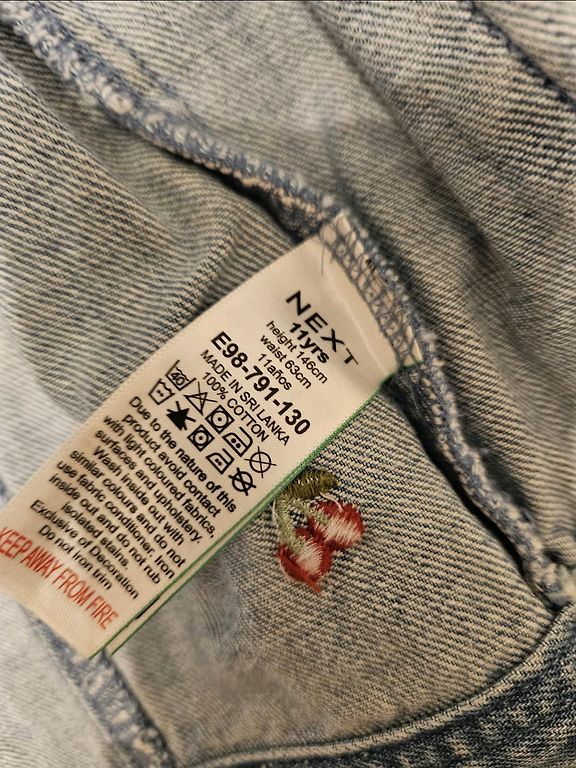 NEXT
11yrs
height 146cm
waist 63cm
11años
E98-791-130
MADE IN SRI LANKA
100% COTTON
Due to the nature of this
product avoid contact
with light coloured fabrics,
surfaces and upholstery.
Wash inside out with
similar colours and do not
use fabric conditioner. Iron
inside out and do not rub
isolated stains.
Exclusive of Decoration
Do not iron trim
KEEP AWAY FROM FIRE